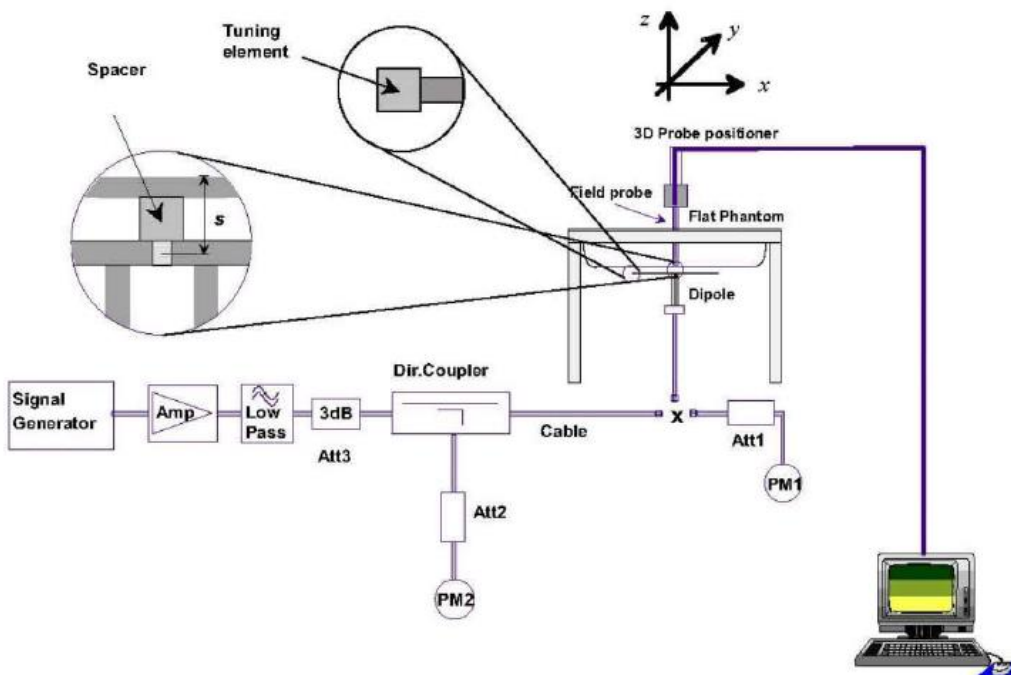 Tuning
element
Spacer
s
z
y
x
3D Probe positioner
Field probe
Flat Phantom
Dipole
Dir.Coupler
Signal
Generator
Amp
Low
Pass
3dB
Att3
Cable
x
Att1
PM1
Att2
PM2